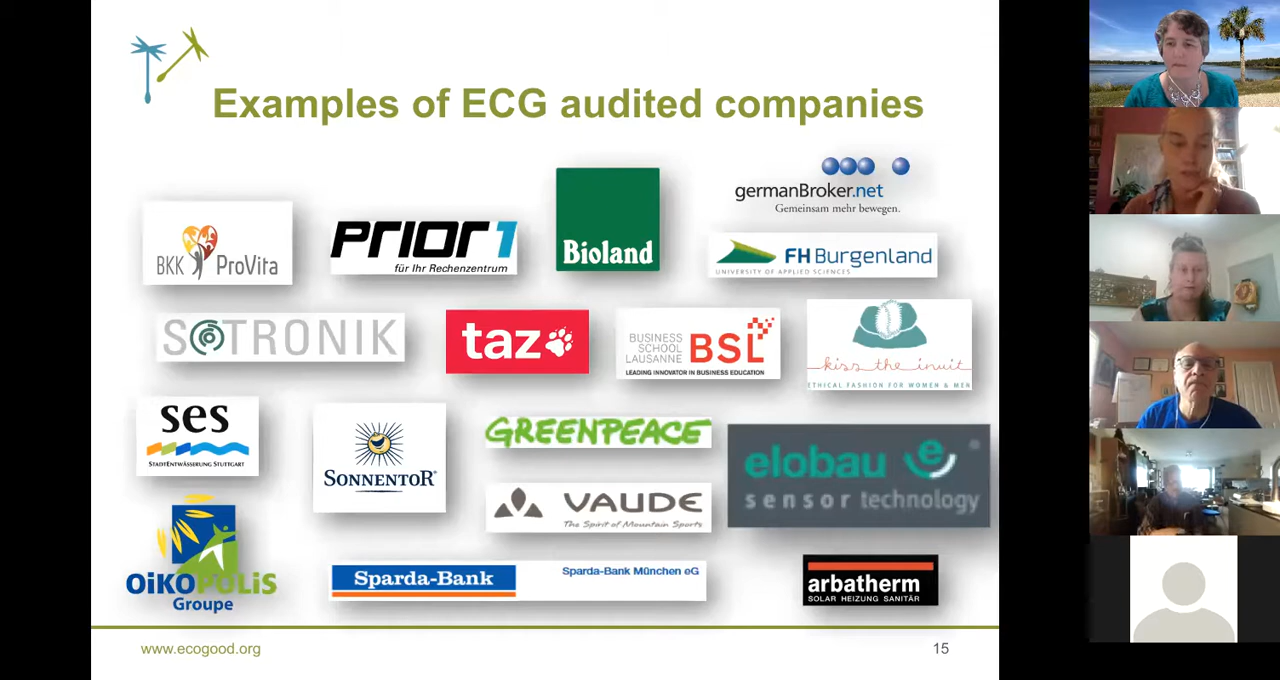 Examples of ECG audited companies
BKK ProVita
PRIOR1
für Ihr Rechenzentrum
Bioland
germanBroker.net
Gemeinsam mehr bewegen.
FH Burgenland
UNIVERSITY OF APPLIED SCIENCES
SOTRONIK
taz
BUSINESS
SCHOOL
LAUSANNE
BSL
LEADING INNOVATOR IN BUSINESS EDUCATION
kiss the inuit
ETHICAL FASHION FOR WOMEN & MEN
ses
STADTENTWÄSSERUNG STUTTGART
SONNENTOR®
GREENPEACE
VAUDE
The Spirit of Mountain Sports
elobau e
sensor technology
OiKOPOLiS
Groupe
Sparda-Bank
Sparda-Bank München eG
arbatherm
SOLAR HEIZUNG SANITÄR
www.ecogood.org
15